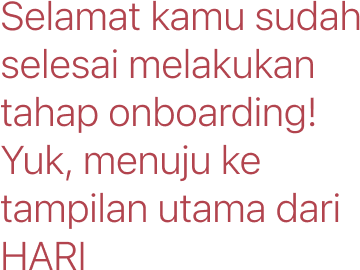 Selamat kamu sudah
selesai melakukan
tahap onboarding!
Yuk, menuju ke
tampilan utama dari
HARI